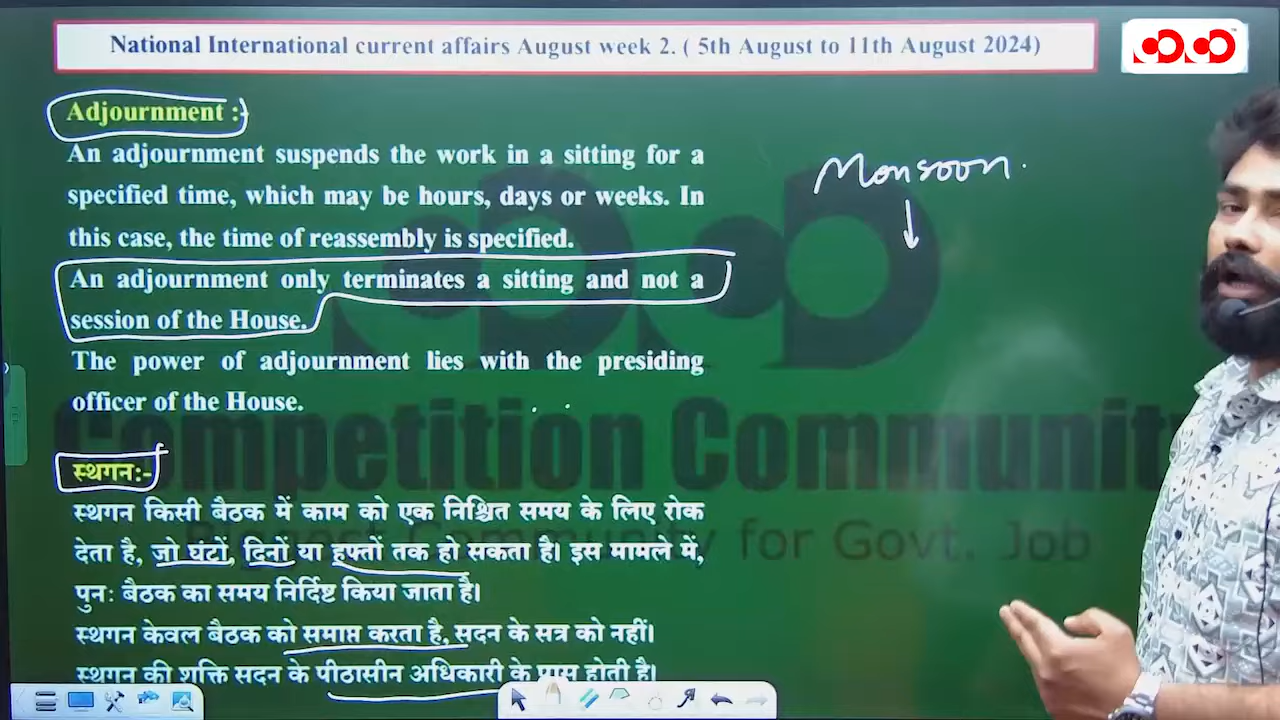 National International current affairs August week 2. ( 5th August to 11th August 2024)
Adjournment :-
An adjournment suspends the work in a sitting for a
specified time, which may be hours, days or weeks. In
this case, the time of reassembly is specified.
An adjournment only terminates a sitting and not a
session of the House.
The power of adjournment lies with the presiding
officer of the House.
Monsoon
स्थगन:-
स्थगन किसी बैठक में काम को एक निश्चित समय के लिए रोक
देता है, जो घंटों, दिनों या हफ्तों तक हो सकता है। इस मामले में,
पुनः बैठक का समय निर्दिष्ट किया जाता है।
स्थगन केवल बैठक को समाप्त करता है, सदन के सत्र को नहीं।
स्थगन की शक्ति सदन के पीठासीन अधिकारी के पास होती है।
Competition Community
Biggest Community for Govt. Job